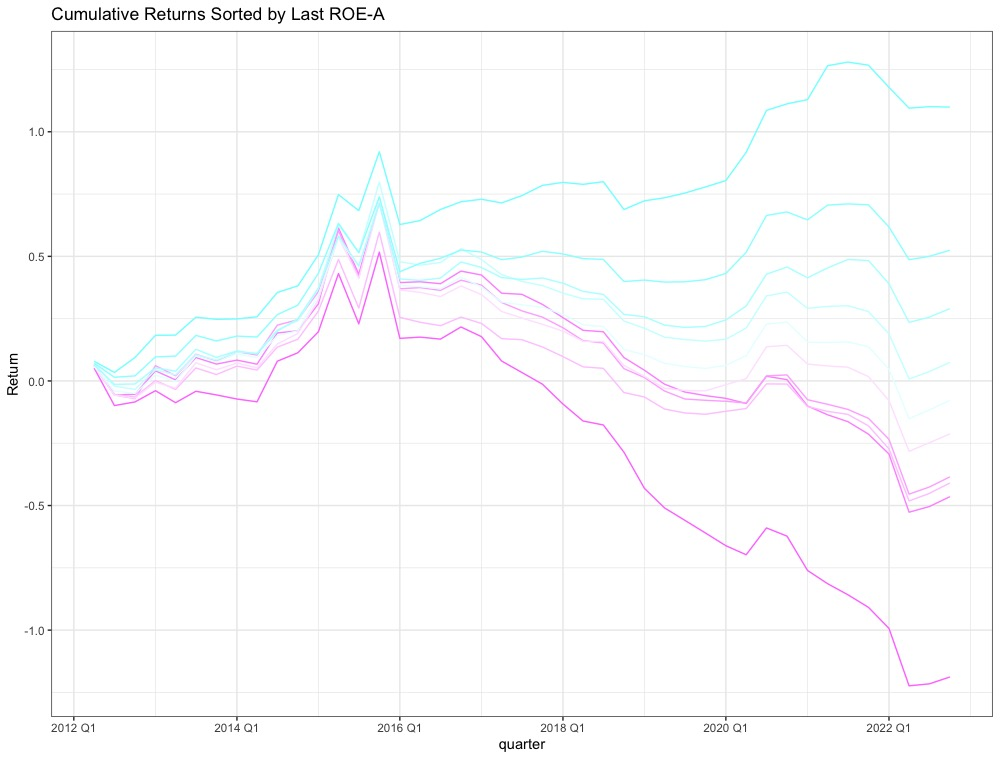 Cumulative Returns Sorted by Last ROE-A
Return
1.0
0.5
0.0
-0.5
-1.0
2012 Q1
2014 Q1
2016 Q1
2018 Q1
2020 Q1
2022 Q1
quarter